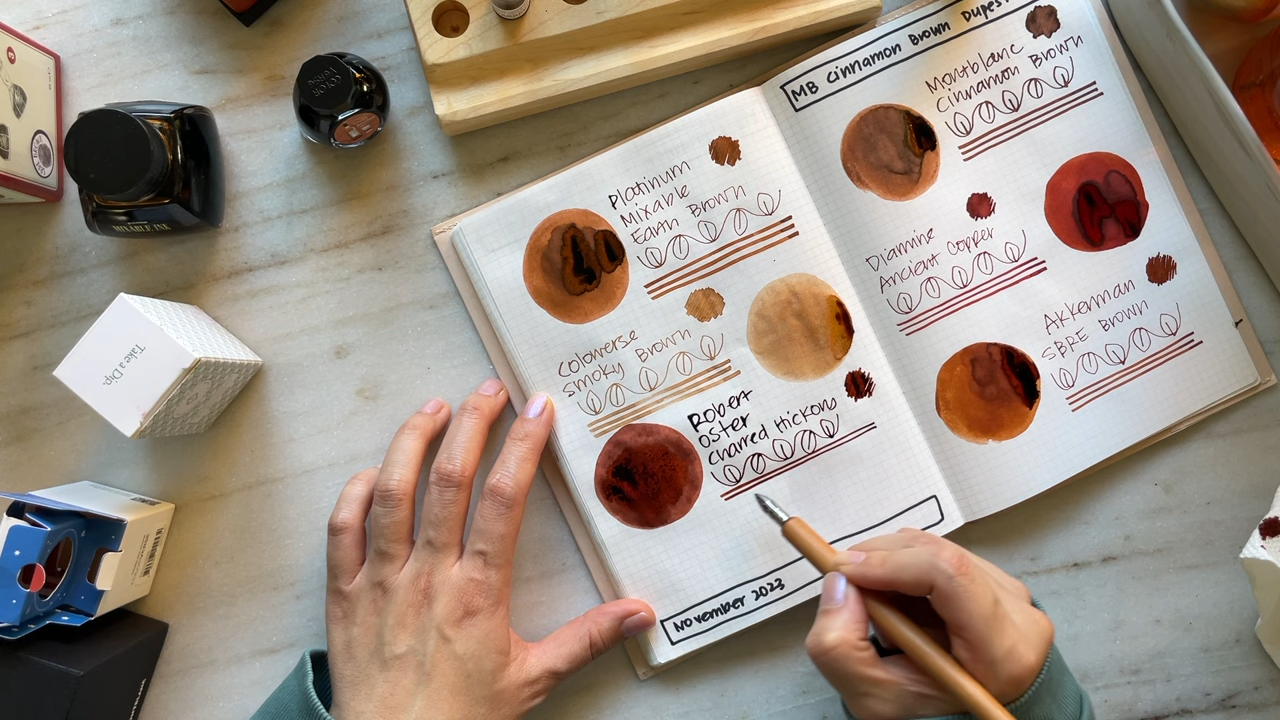 MIXABLE INK
Take a Dip.
Platinum
Mixable
Earth Brown
Colorverse
Smoky Brown
Robert
Oster
Charred Hickory
November 2023
MB Cinnamon Brown Dupes?
Montblanc
Cinnamon Brown
Diamine
Ancient Copper
Akkerman
SBRE Brown